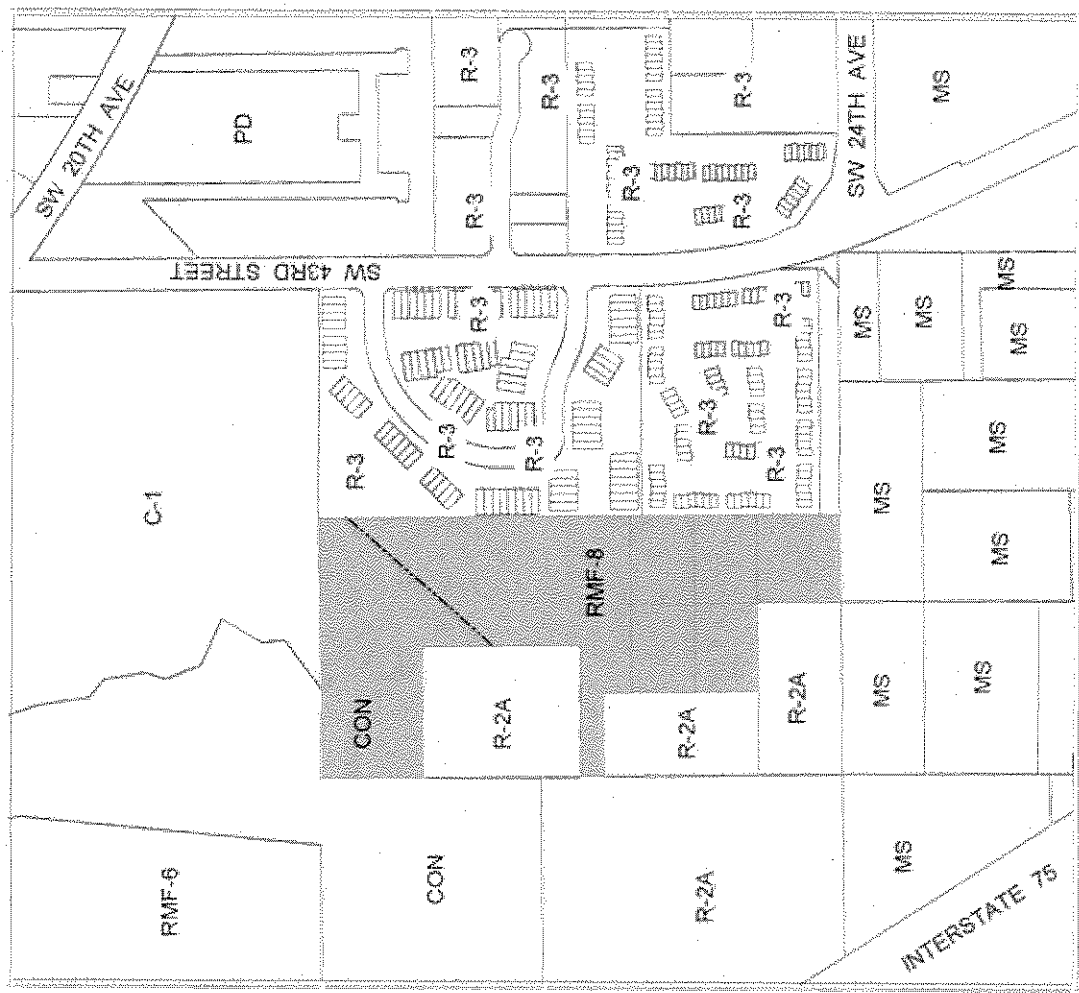 RMF-6
C-1
PD
SW 20TH AVE
CON
R-3
SW 43RD STREET
CON
R-3
R-3
R-3
R-3
R-2A
R-3
R-3
RMF-8
R-3
R-2A
R-2A
R-3
R-3
R-3
R-3
R-3
R-2A
SW 24TH AVE
MS
MS
MS
MS
MS
MS
MS
MS
MS
MS
MS
INTERSTATE 75